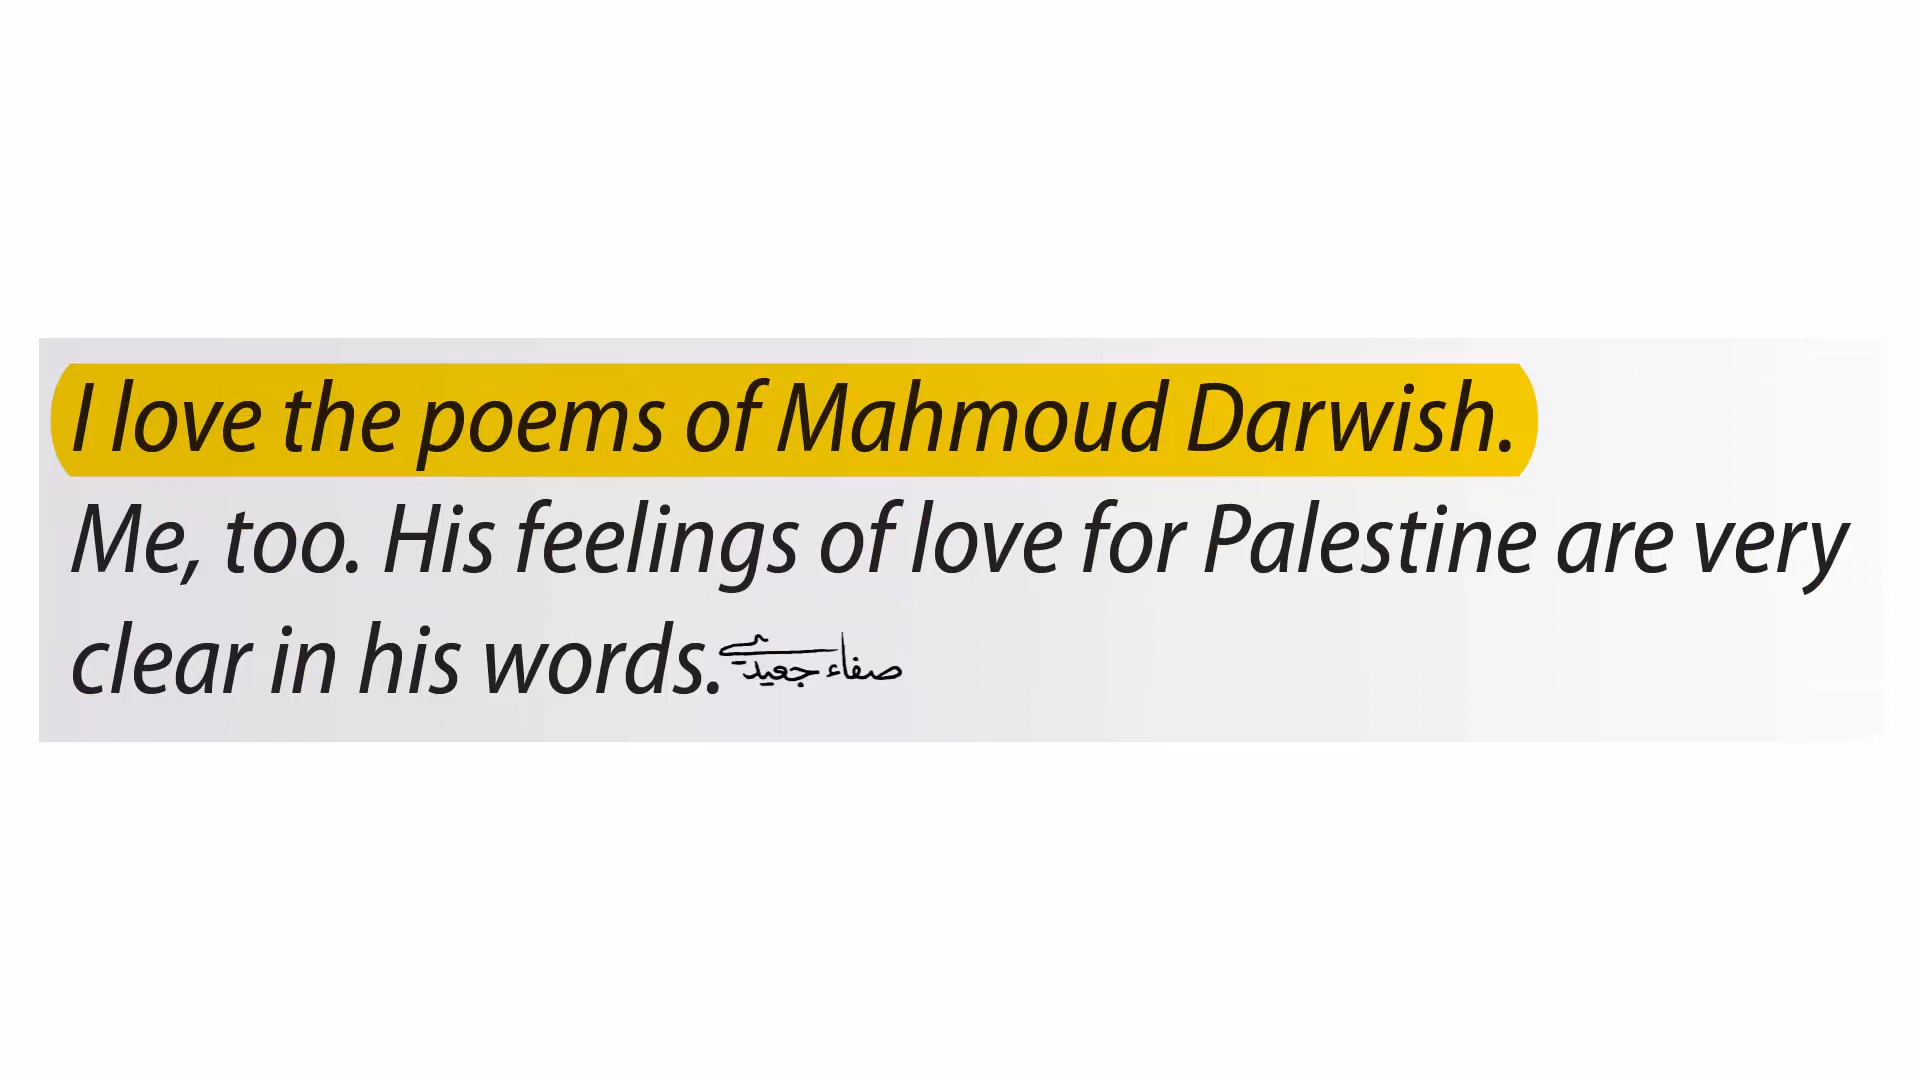 I love the poems of Mahmoud Darwish.
Me, too. His feelings of love for Palestine are very
clear in his words.
صفاء جعيدي